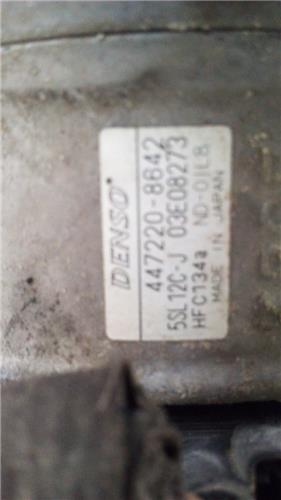 DENSO
447220-8642
5SL12C-J 03E08273
HFC134a ND-OIL8
MADE IN JAPAN